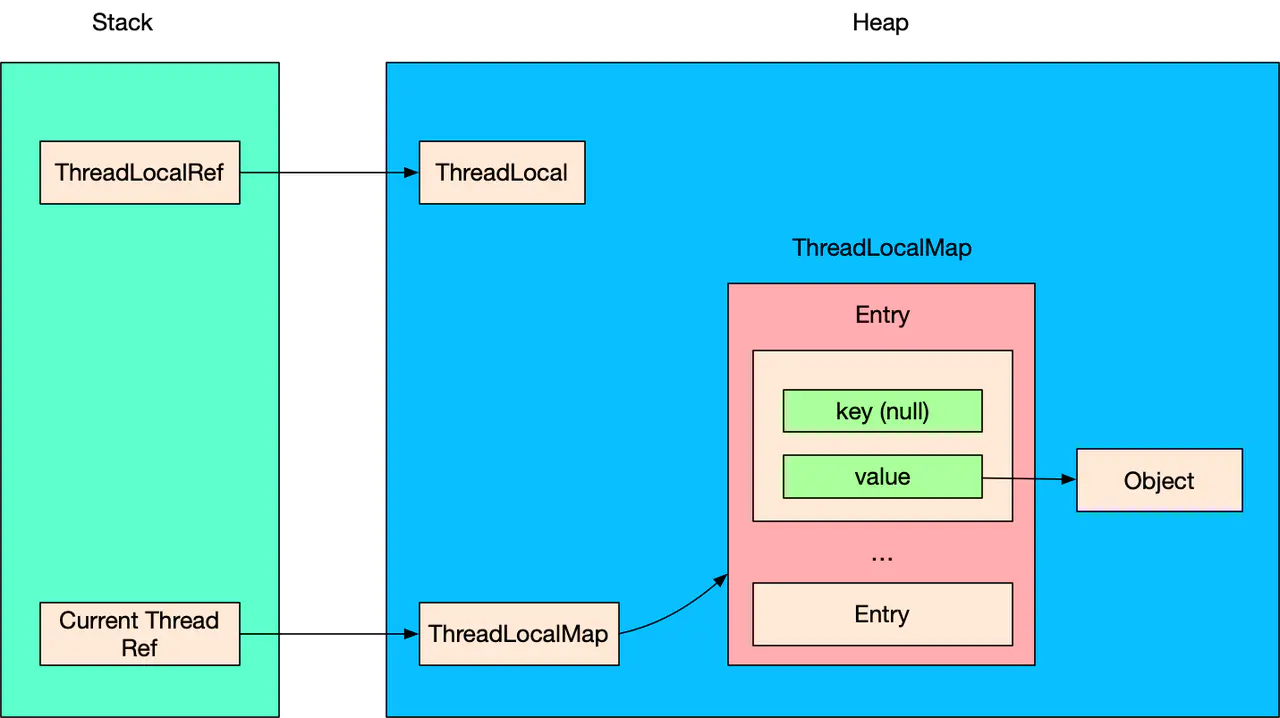 Stack
Heap
ThreadLocalRef
ThreadLocal
ThreadLocalMap
Entry
key (null)
value
Object
...
Entry
Current Thread
Ref
ThreadLocalMap